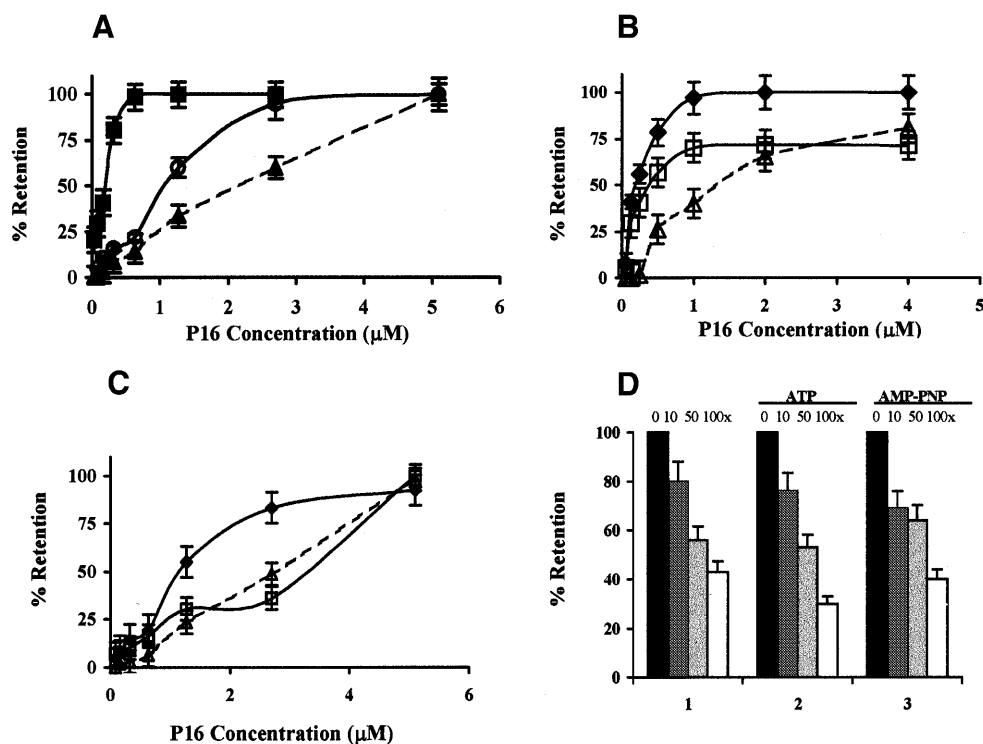 A
% Retention
100
75
50
25
0
0 1 2 3 4 5 6
P16 Concentration (μM)
B
% Retention
100
75
50
25
0
0 1 2 3 4 5
P16 Concentration (μM)
C
% Retention
100
75
50
25
0
0 2 4 6
P16 Concentration (μM)
D
ATP AMP-PNP
0 10 50 100x 0 10 50 100x 0 10 50 100x
% Retention
100
80
60
40
20
0
1 2 3